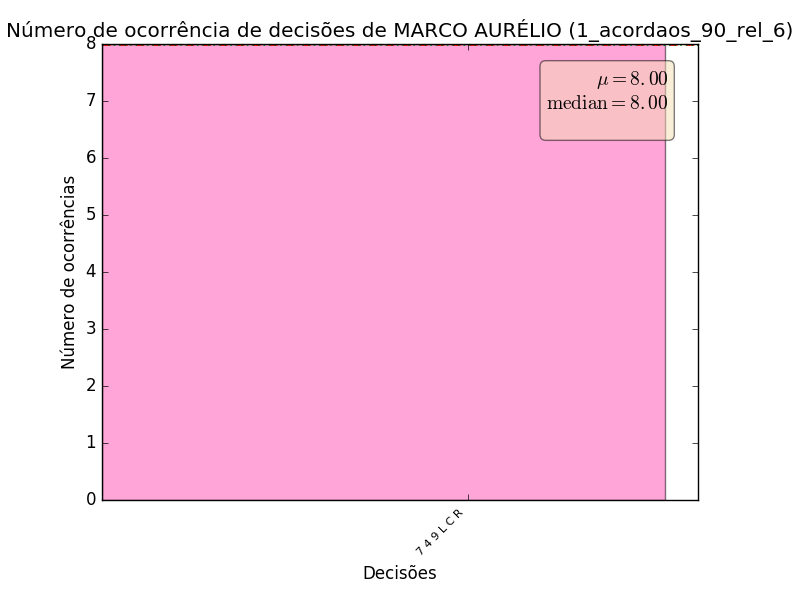 Número de ocorrência de decisões de MARCO AURÉLIO (1_acordaos_90_rel_6)
8
7
6
5
4
3
2
1
0
μ = 8.00
median = 8.00
Número de ocorrências
7 4 9 L C R
Decisões